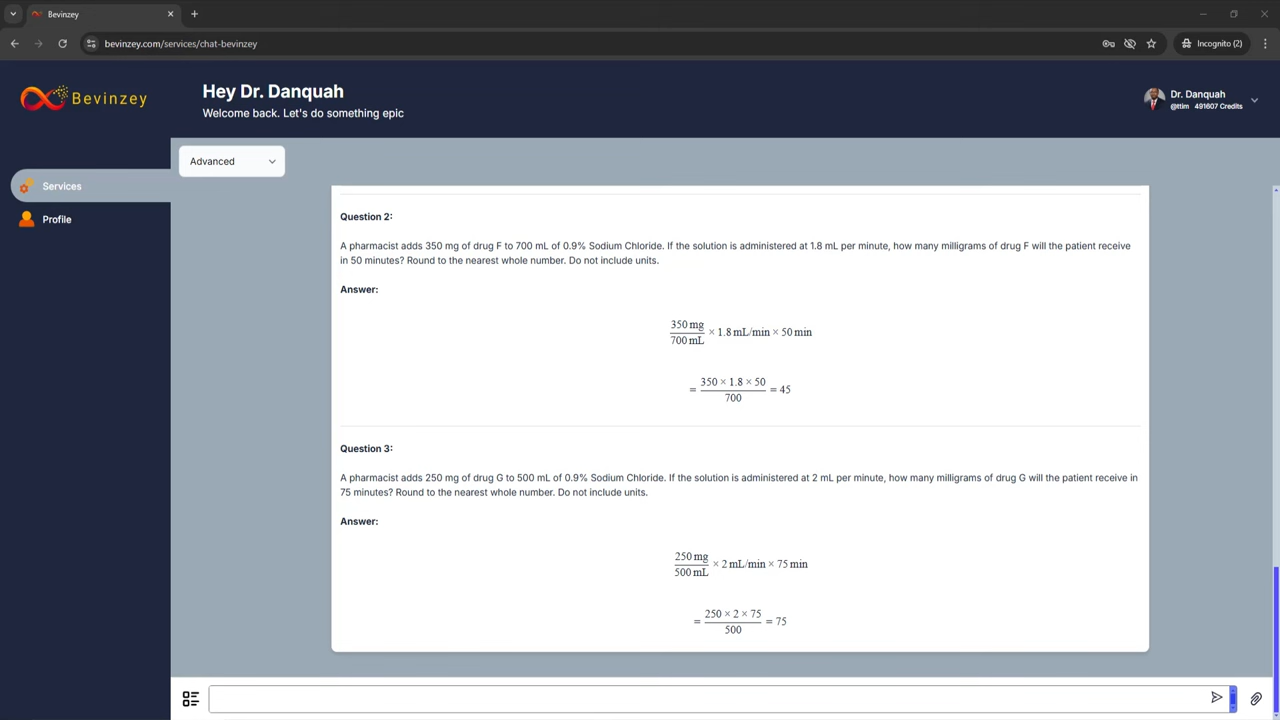 Bevinzey
bevinzey.com/services/chat-bevinzey
Incognito (2)
Bevinzey
Hey Dr. Danquah
Welcome back. Let's do something epic
Dr. Danquah
@ttim 491607 Credits
Services
Profile
Advanced
Question 2:
A pharmacist adds 350 mg of drug F to 700 mL of 0.9% Sodium Chloride. If the solution is administered at 1.8 mL per minute, how many milligrams of drug F will the patient receive
in 50 minutes? Round to the nearest whole number. Do not include units.
Answer:
350 mg
700 mL × 1.8 mL/min × 50 min
= 350 × 1.8 × 50
700 = 45
Question 3:
A pharmacist adds 250 mg of drug G to 500 mL of 0.9% Sodium Chloride. If the solution is administered at 2 mL per minute, how many milligrams of drug G will the patient receive in
75 minutes? Round to the nearest whole number. Do not include units.
Answer:
250 mg
500 mL × 2 mL/min × 75 min
= 250 × 2 × 75
500 = 75